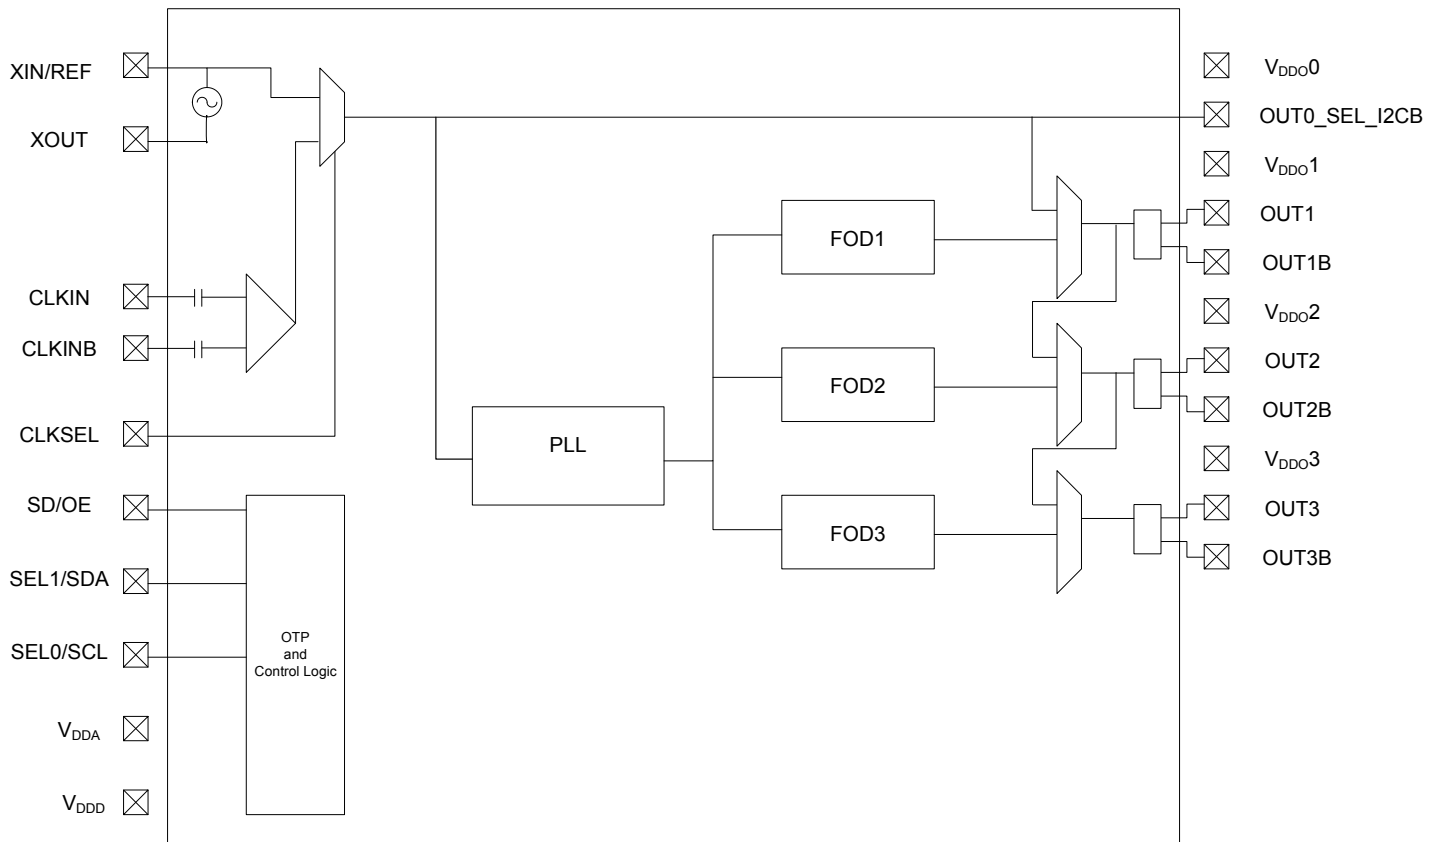 XIN/REF
XOUT
CLKIN
CLKINB
CLKSEL
SD/OE
SEL1/SDA
SEL0/SCL
VDDA
VDDD
OTP
and
Control Logic
PLL
FOD1
FOD2
FOD3
VDDO0
OUT0_SEL_I2CB
VDDO1
OUT1
OUT1B
VDDO2
OUT2
OUT2B
VDDO3
OUT3
OUT3B